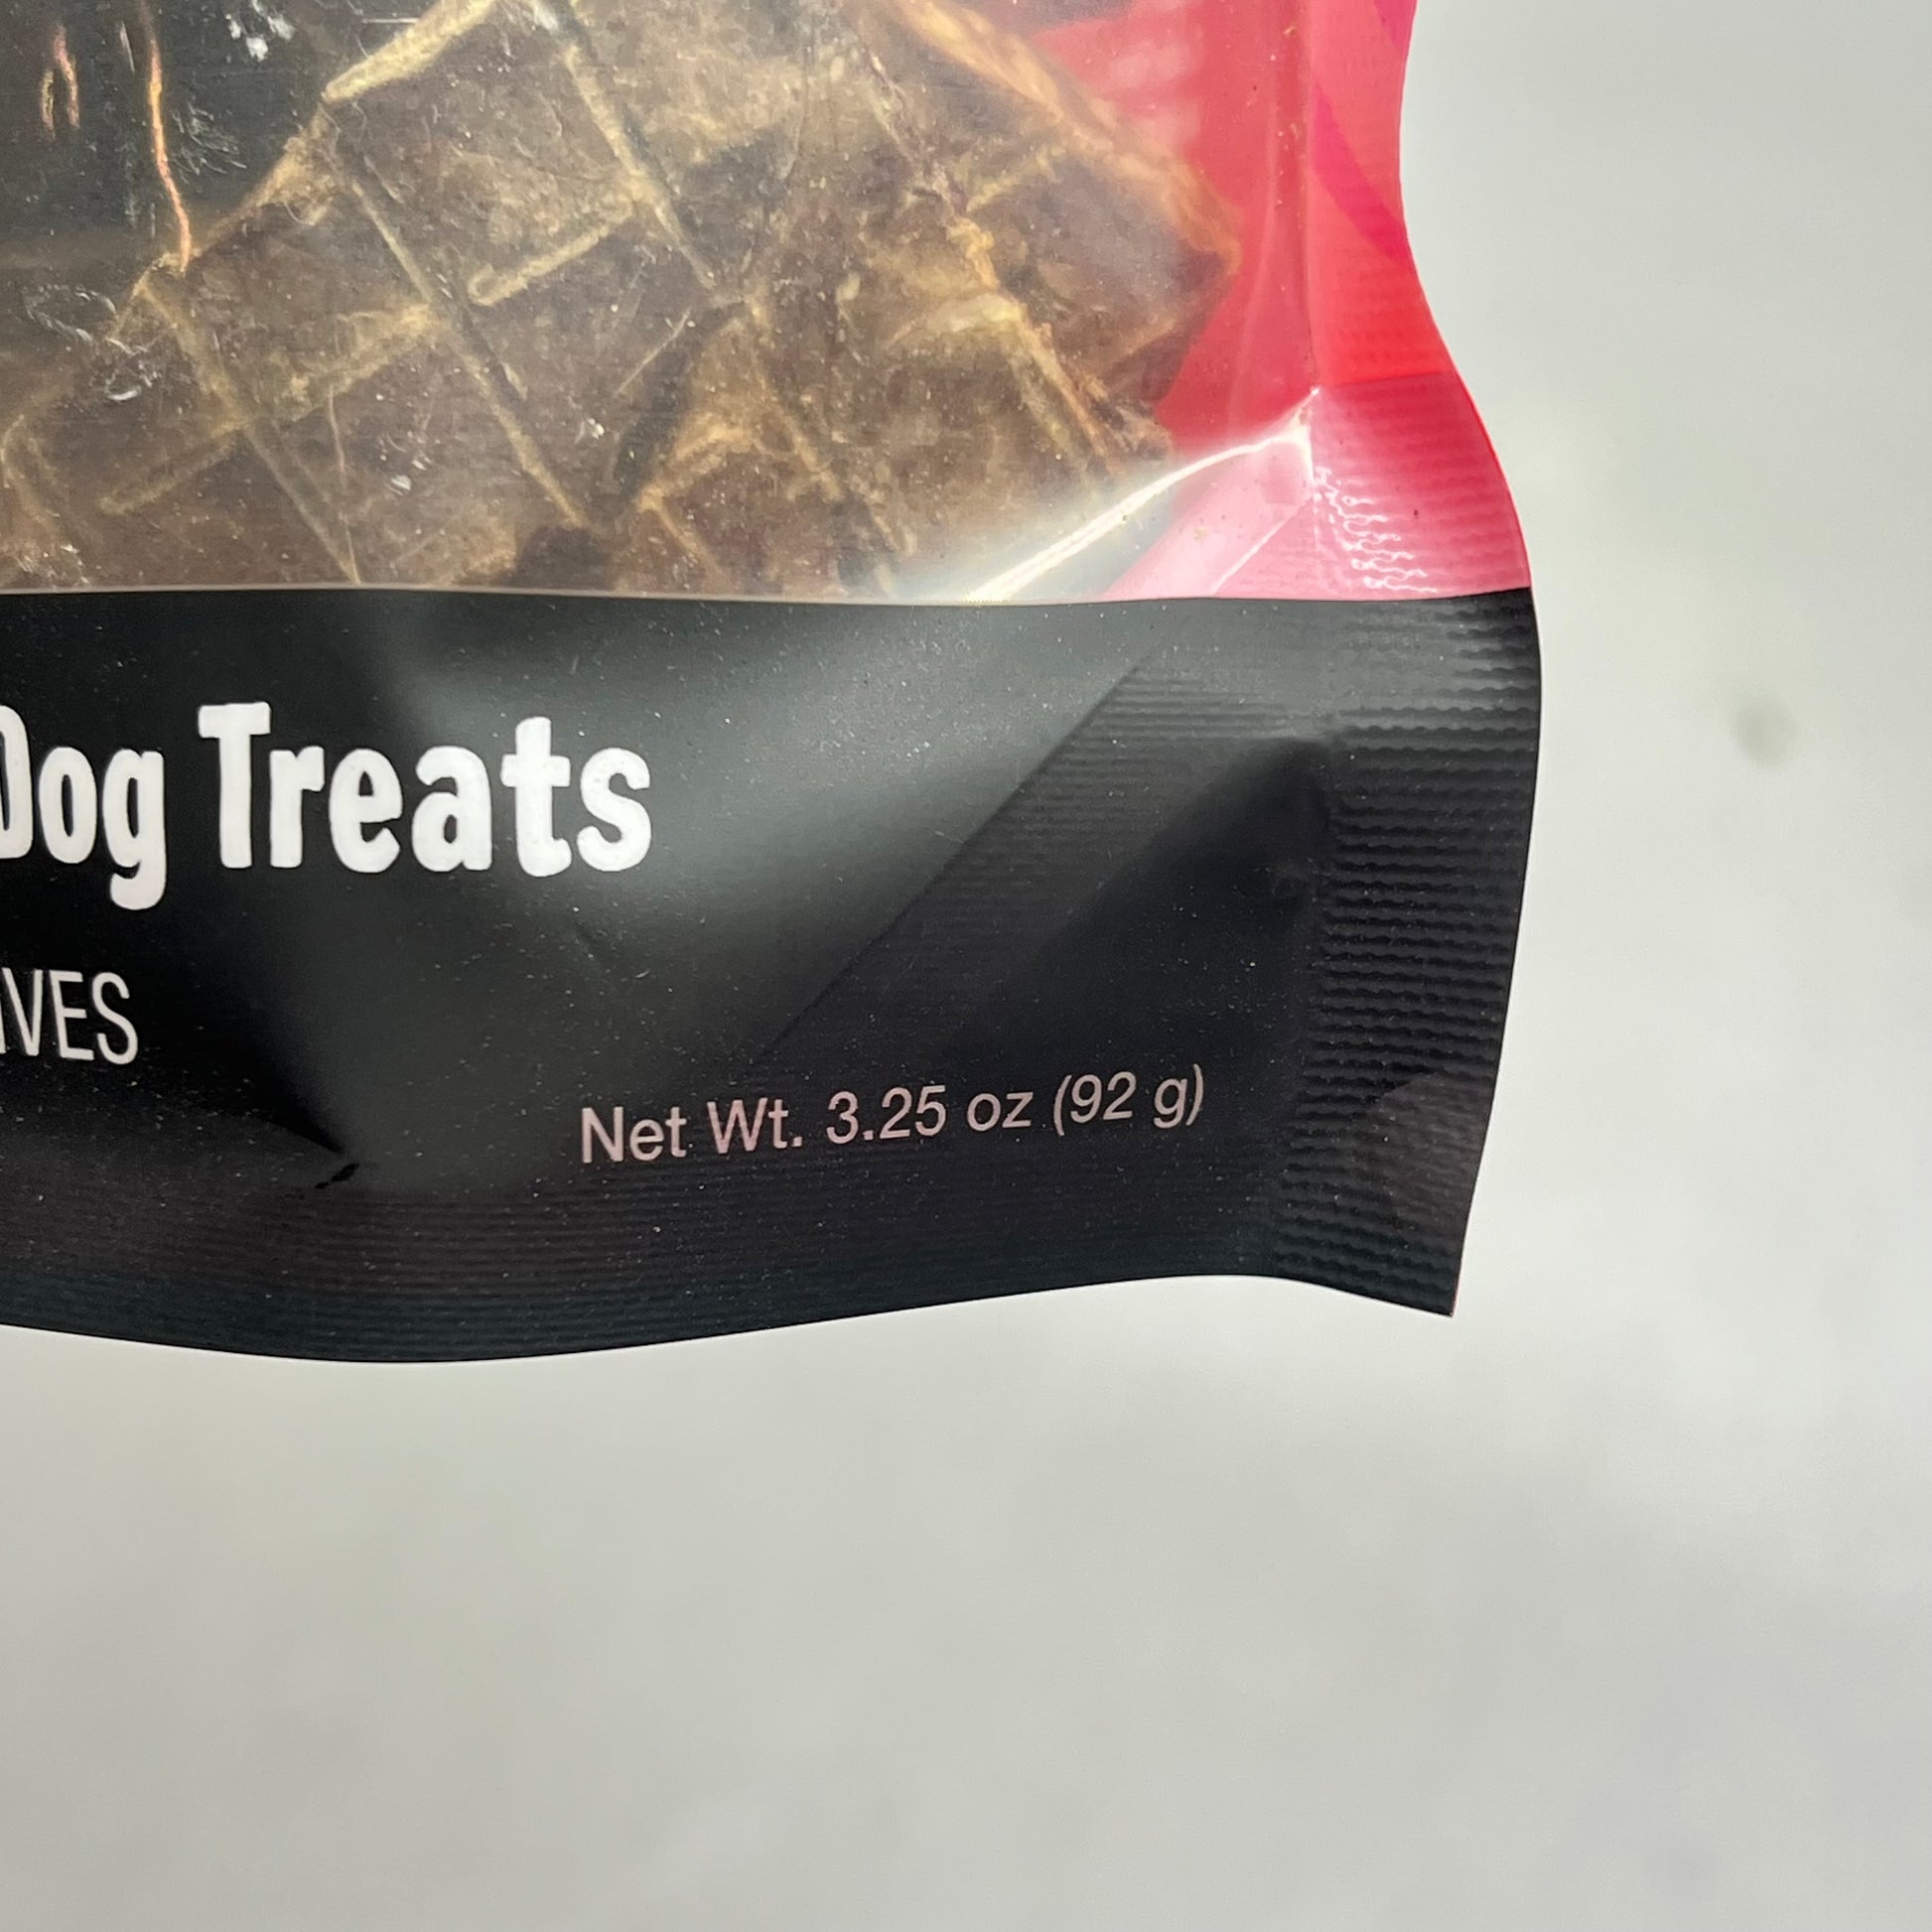 Dog Treats
IVES
Net Wt. 3.25 oz (92 g)